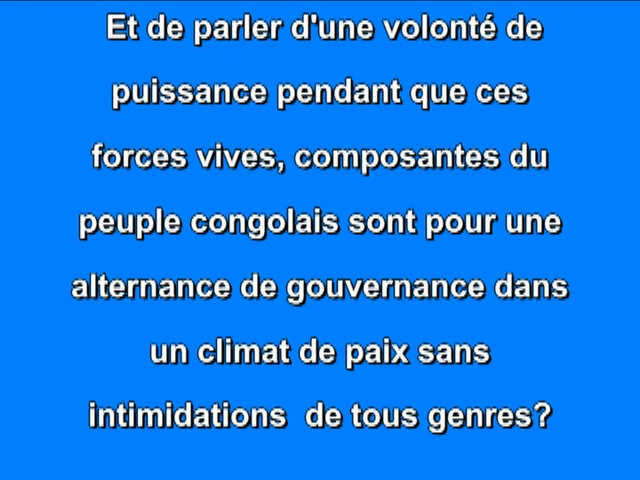 Et de parler d'une volonté de
puissance pendant que ces
forces vives, composantes du
peuple congolais sont pour une
alternance de gouvernance dans
un climat de paix sans
intimidations  de tous genres?